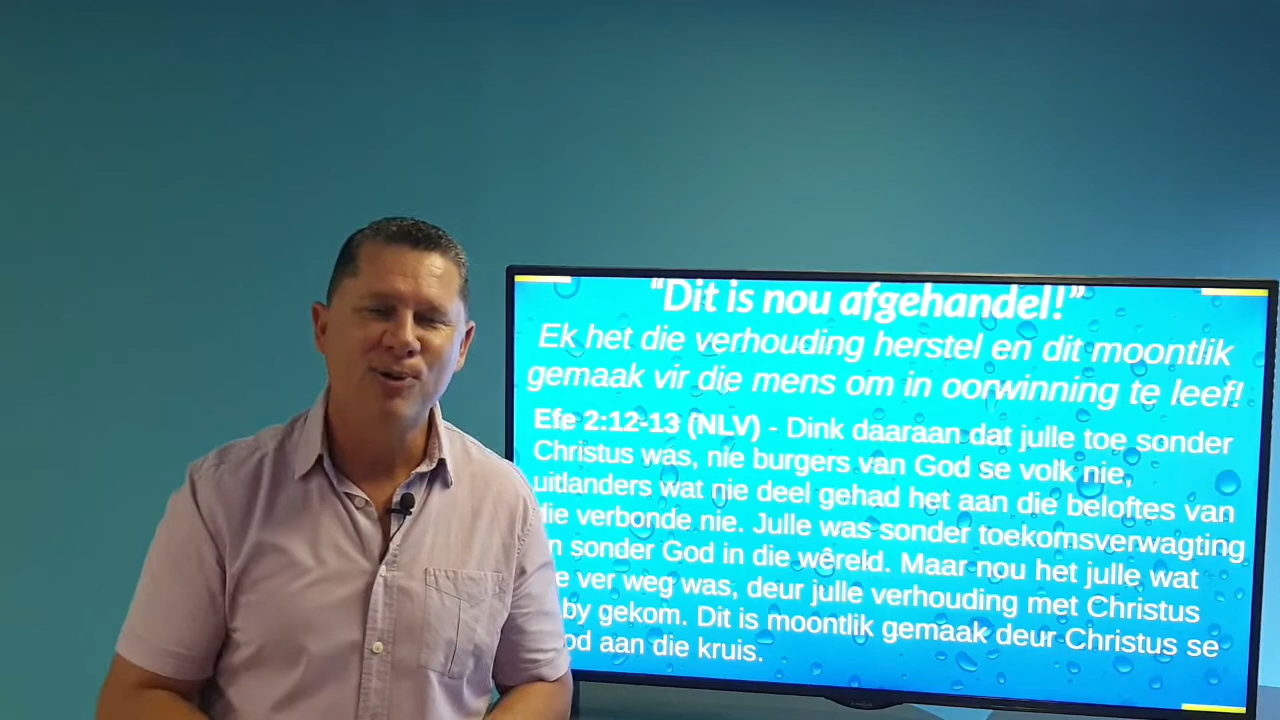 “Dit is nou afgehandel!”
Ek het die verhouding herstel en dit moontlik
gemaak vir die mens om in oorwinning te leef!
Efe 2:12-13 (NLV) - Dink daaraan dat julle toe sonder
Christus was, nie burgers van God se volk nie,
uitlanders wat nie deel gehad het aan die beloftes van
die verbonde nie. Julle was sonder toekomsverwagting
n sonder God in die wêreld. Maar nou het julle wat
e ver weg was, deur julle verhouding met Christus
by gekom. Dit is moontlik gemaak deur Christus se
od aan die kruis.